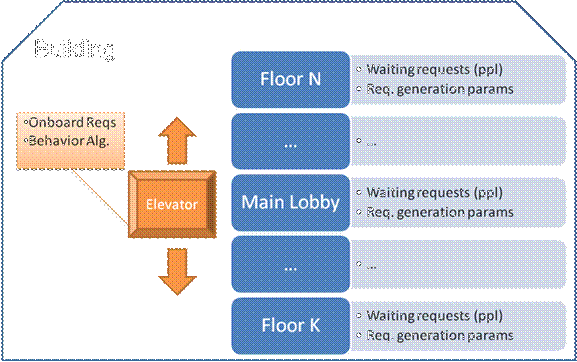 Building
◦Onboard Reqs
◦Behavior Alg.
Elevator
Floor N
• Waiting requests (ppl)
• Req. generation params
...
• ...
Main Lobby
• Waiting requests (ppl)
• Req. generation params
...
• ...
Floor K
• Waiting requests (ppl)
• Req. generation params